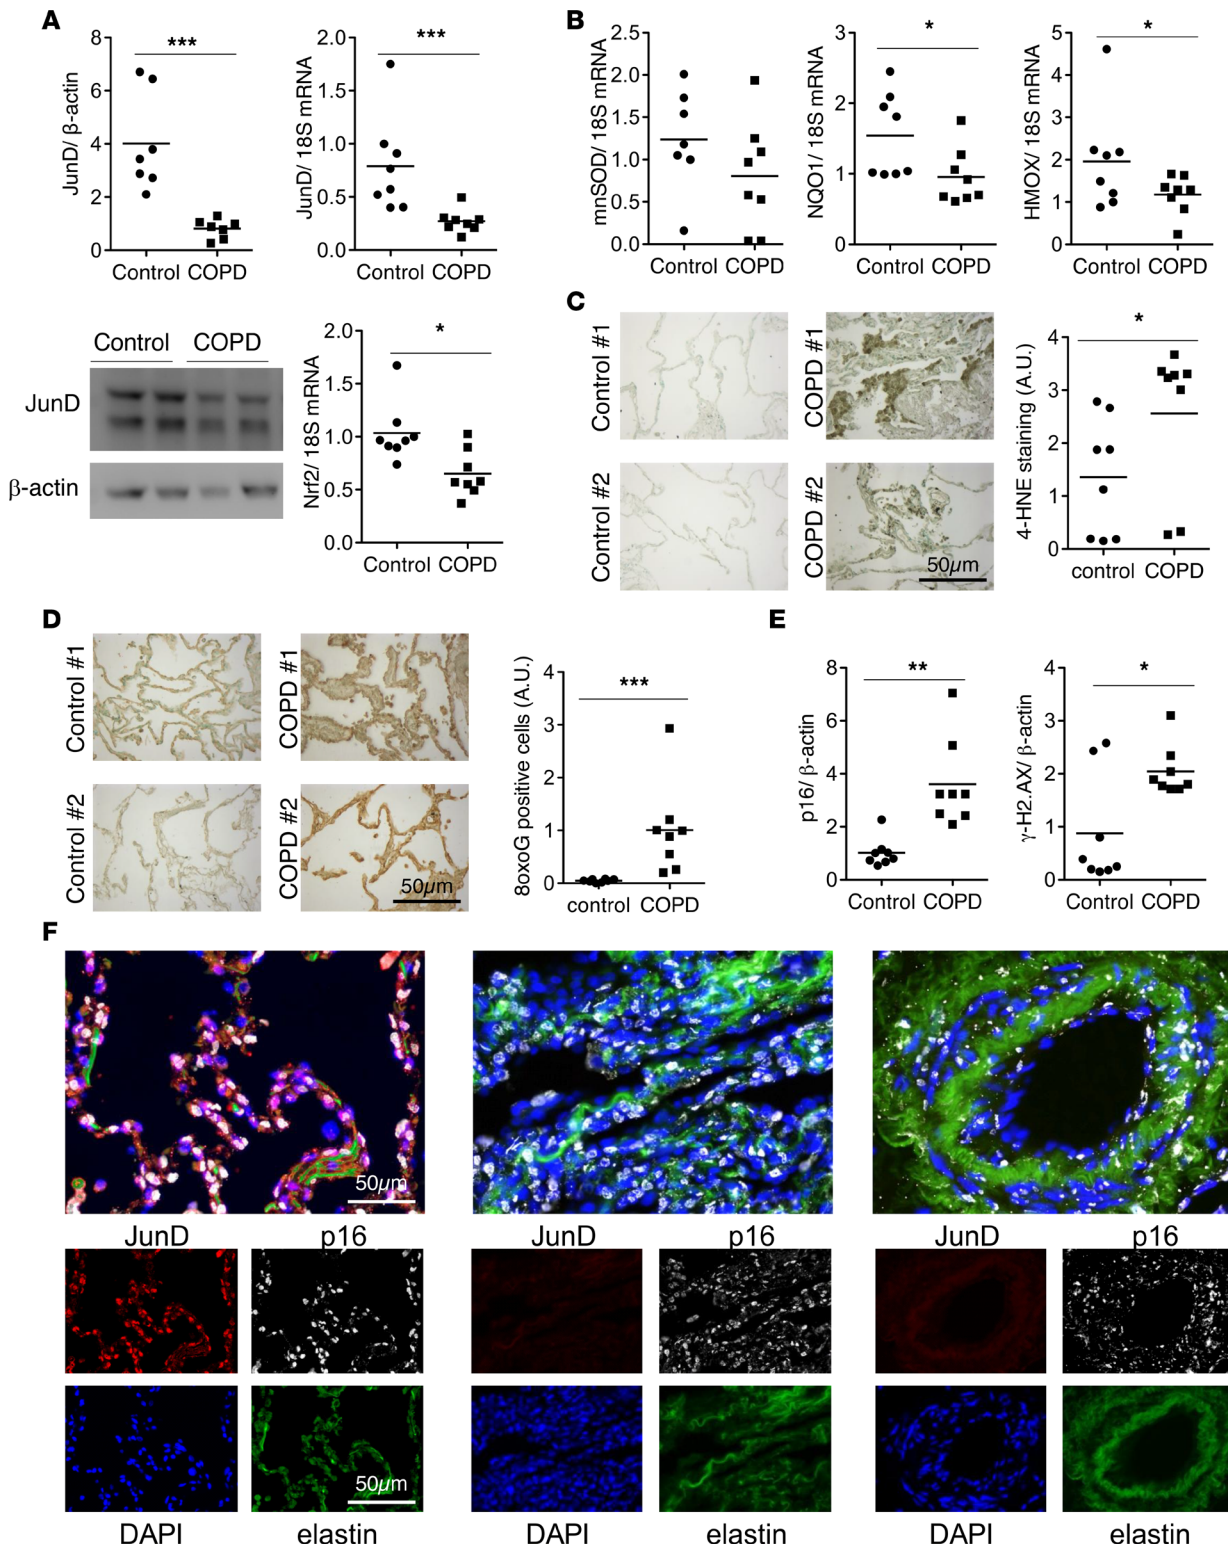 A
JunD/ β-actin
8
6
4
2
0
***
Control COPD
JunD/ 18S mRNA
2.0
1.5
1.0
0.5
0.0
***
Control COPD
Control COPD
JunD
β-actin
Nrf2/ 18S mRNA
2.0
1.5
1.0
0.5
0.0
*
Control COPD
B
mnSOD/ 18S mRNA
2.5
2.0
1.5
1.0
0.5
0.0
Control COPD
NQO1/ 18S mRNA
3
2
1
0
*
Control COPD
HMOX/ 18S mRNA
5
4
3
2
1
0
*
Control COPD
C
Control #1
COPD #1
Control #2
COPD #2
50μm
4-HNE staining (A.U.)
4
3
2
1
0
*
control COPD
D
Control #1
COPD #1
Control #2
COPD #2
50μm
8oxoG positive cells (A.U.)
4
3
2
1
0
***
control COPD
E
p16/ β-actin
8
6
4
2
0
**
Control COPD
γ-H2.AX/ β-actin
4
3
2
1
0
*
Control COPD
F
50μm
JunD p16
JunD p16
JunD p16
50μm
DAPI elastin
DAPI elastin
DAPI elastin